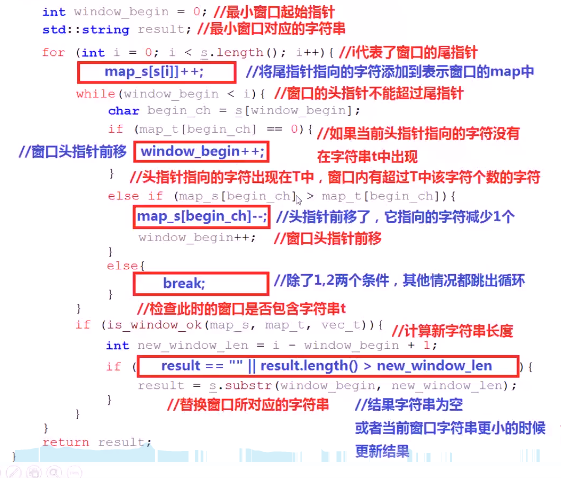 int window_begin = 0; //最小窗口起始指针
std::string result; //最小窗口对应的字符串
for (int i = 0; i < s.length(); i++){ //i代表了窗口的尾指针
map_s[s[i]]++; //将尾指针指向的字符添加到表示窗口的map中
while(window_begin < i){ //窗口的头指针不能超过尾指针
char begin_ch = s[window_begin];
if (map_t[begin_ch] == 0){ //如果当前头指针指向的字符没有
//窗口头指针前移 window_begin++; 在字符串t中出现
} //头指针指向的字符出现在T中，窗口内有超过T中该字符个数的字符
else if (map_s[begin_ch] > map_t[begin_ch]){
map_s[begin_ch]--; //头指针前移了，它指向的字符减少1个
window_begin++; //窗口头指针前移
}
else{
break; //除了1,2两个条件，其他情况都跳出循环
}
} //检查此时的窗口是否包含字符串t
if (is_window_ok(map_s, map_t, vec_t)){ //计算新字符串长度
int new_window_len = i - window_begin + 1;
if ( result == "" || result.length() > new_window_len ){
result = s.substr(window_begin, new_window_len);
} //替换窗口所对应的字符串 //结果字符串为空
} 或者当前窗口字符串更小的时候
}
return result; 更新结果
}